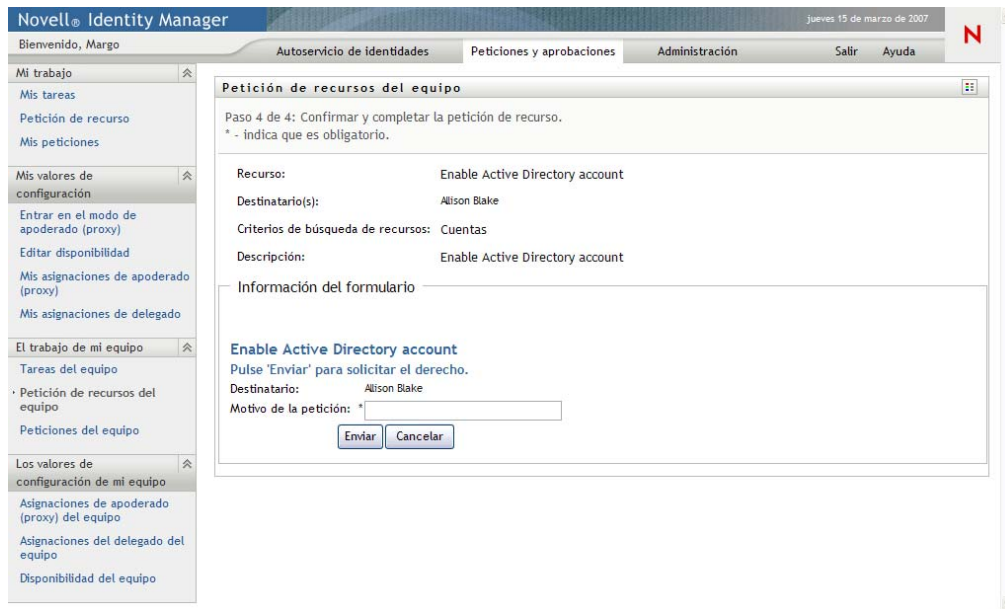 Novell® Identity Manager
jueves 15 de marzo de 2007
N
Bienvenido, Margo
Autoservicio de identidades
Peticiones y aprobaciones
Administración
Salir
Ayuda
Mi trabajo
Mis tareas
Petición de recurso
Mis peticiones
Mis valores de
configuración
Entrar en el modo de
apoderado (proxy)
Editar disponibilidad
Mis asignaciones de apoderado
(proxy)
Mis asignaciones de delegado
El trabajo de mi equipo
Tareas del equipo
Petición de recursos del
equipo
Peticiones del equipo
Los valores de
configuración de mi equipo
Asignaciones de apoderado
(proxy) del equipo
Asignaciones del delegado del
equipo
Disponibilidad del equipo
Petición de recursos del equipo
Paso 4 de 4: Confirmar y completar la petición de recurso.
* - indica que es obligatorio.
Recurso: Enable Active Directory account
Destinatario(s): Allison Blake
Criterios de búsqueda de recursos: Cuentas
Descripción: Enable Active Directory account
Información del formulario
Enable Active Directory account
Pulse 'Enviar' para solicitar el derecho.
Destinatario: Allison Blake
Motivo de la petición: *
Enviar Cancelar